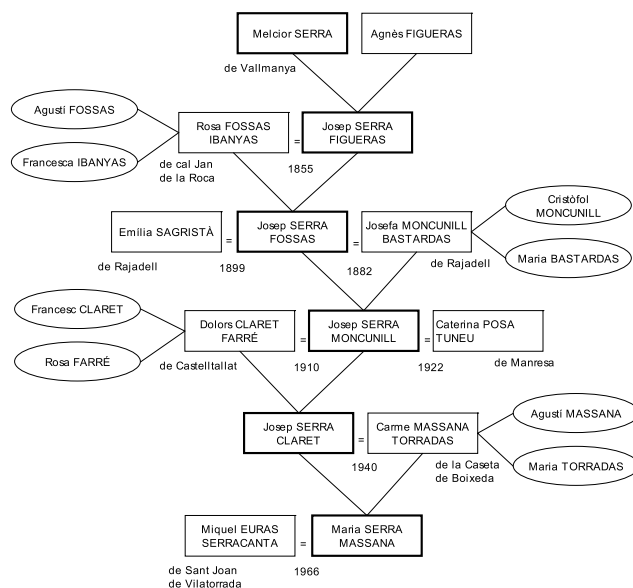 Melcior SERRA
Agnès FIGUERAS
de Vallmanya
Agustí FOSSAS
Francesca IBANYAS
Rosa FOSSAS
IBANYAS
=
Josep SERRA
FIGUERAS
de cal Jan
de la Roca
1855
Emília SAGRISTÀ
=
Josep SERRA
FOSSAS
=
Josefa MONCUNILL
BASTARDAS
Cristòfol
MONCUNILL
Maria BASTARDAS
de Rajadell
1899
1882
de Rajadell
Francesc CLARET
Rosa FARRÉ
Dolors CLARET
FARRÉ
=
Josep SERRA
MONCUNILL
=
Caterina POSA
TUNEU
de Castelltallat
1910
1922
de Manresa
Josep SERRA
CLARET
=
Carme MASSANA
TORRADAS
Agustí MASSANA
Maria TORRADAS
1940
de la Caseta
de Boixeda
Miquel EURAS
SERRACANTA
=
Maria SERRA
MASSANA
de Sant Joan
de Vilatorrada
1966